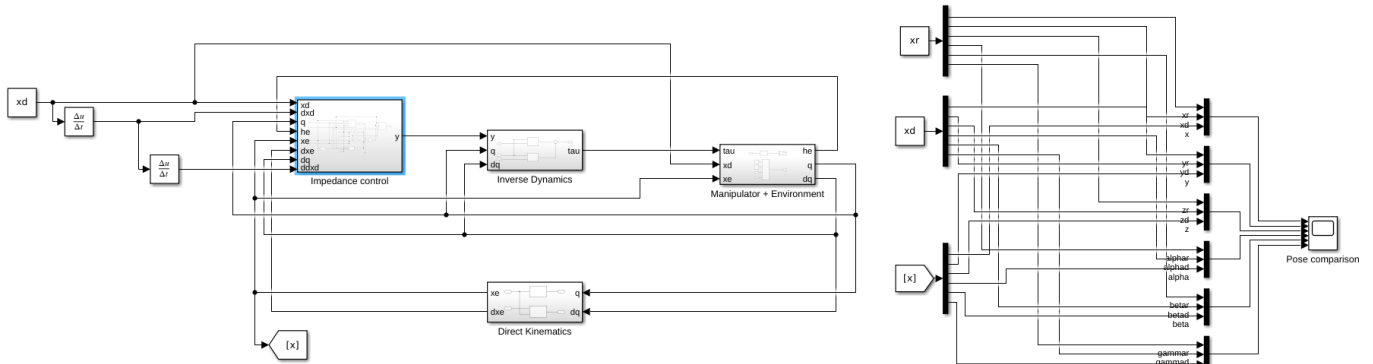 xd
Δu
Δt
Δu
Δt
xd
dxd
q
he
xe
dxe
dq
ddxd
y
Impedance control
y
q
dq
tau
Inverse Dynamics
tau
xd
xe
he
q
dq
Manipulator + Environment
xe
dxe
q
dq
Direct Kinematics
[x]
xr
xd
[x]
xr
xd
x
yr
yd
y
zr
zd
z
alphar
alphad
alpha
betar
betad
beta
gammar
gammad
Pose comparison